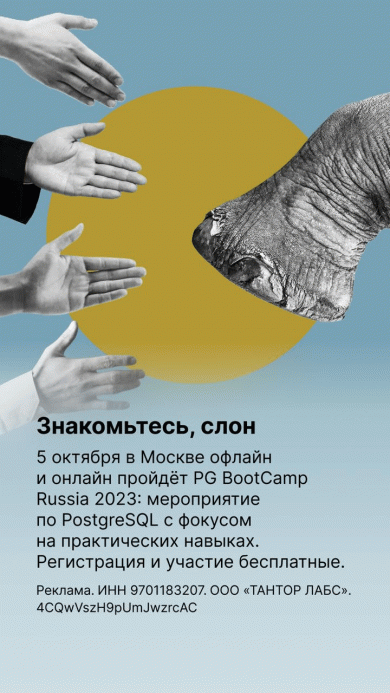 Знакомьтесь, слон
5 октября в Москве офлайн
и онлайн пройдёт PG BootCamp
Russia 2023: мероприятие
по PostgreSQL с фокусом
на практических навыках.
Регистрация и участие бесплатные.
Реклама. ИНН 9701183207. ООО «ТАНТОР ЛАБС».
4CQwVszH9pUmJwzrcAC